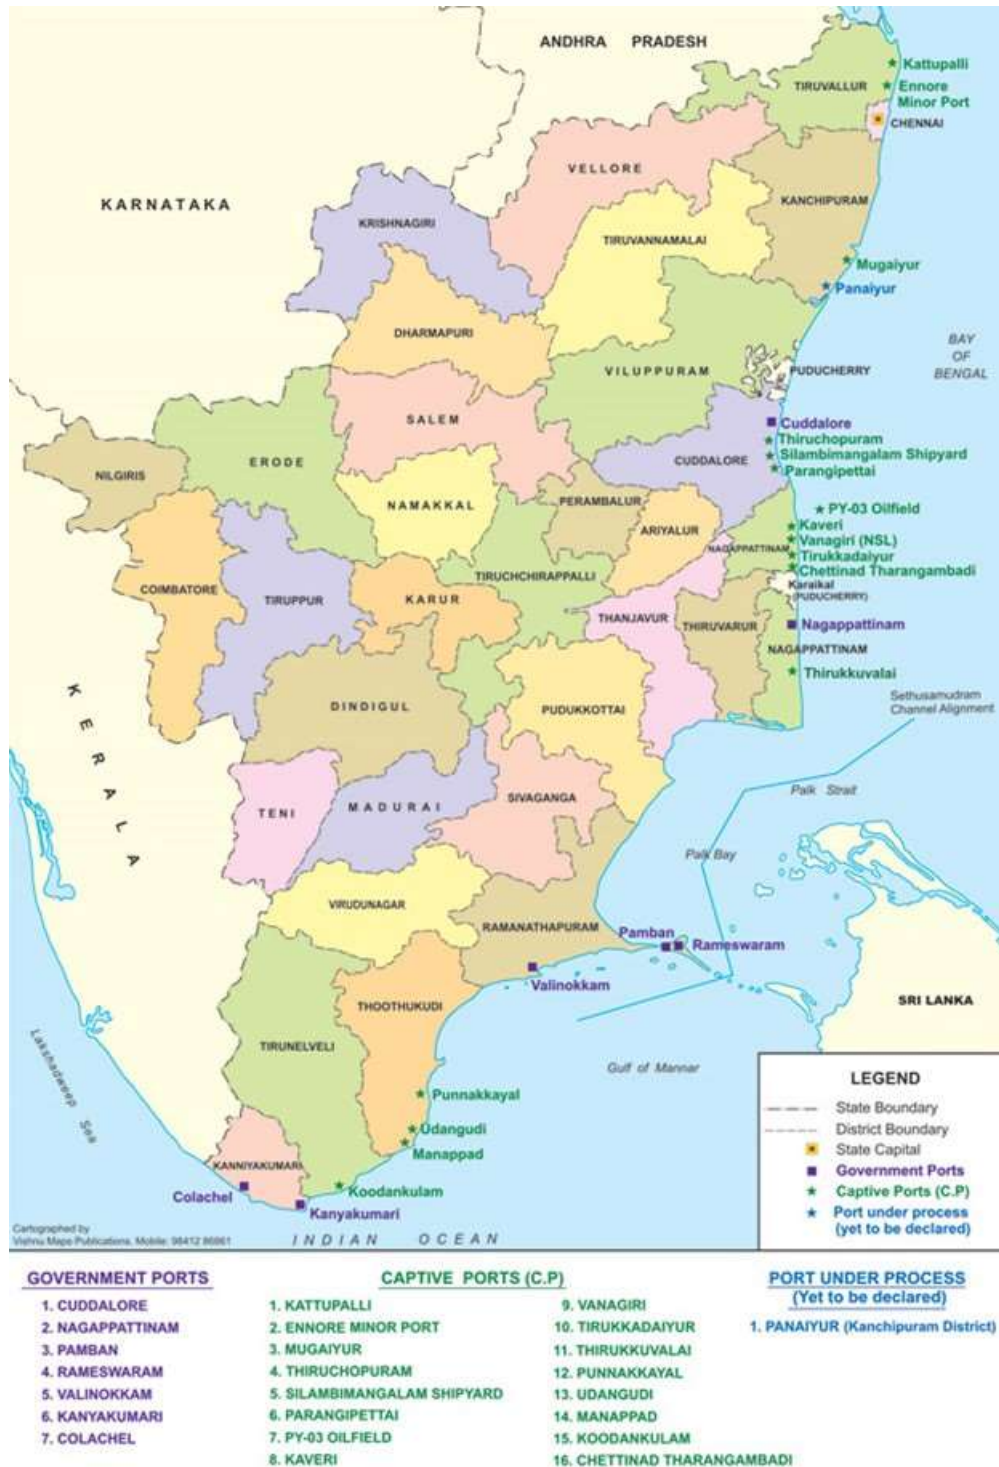 ANDHRA PRADESH
Kattupalli
TIRUVALLUR
Ennore
Minor Port
CHENNAI
VELLORE
KARNATAKA
KANCHIPURAM
KRISHNAGIRI
TIRUVANNAMALAI
Mugaiyur
Panaiyur
DHARMAPURI
BAY
OF
BENGAL
VILUPPURAM
PUDUCHERRY
SALEM
Cuddalore
Thiruchopuram
Silambimangalam Shipyard
CUDDALORE
Parangipettai
ERODE
NILGIRIS
NAMAKKAL
PERAMBALUR
PY-03 Oilfield
ARIYALUR
Kaveri
Vanagiri (NSL)
NAGAPPATTINAM
Tirukkadaiyur
Chettinad Tharangambadi
TIRUCHCHIRAPPALLI
Karaikal
(PUDUCHERRY)
COIMBATORE
TIRUPPUR
KARUR
THANJAVUR
THIRUVARUR
Nagappattinam
NAGAPPATTINAM
Thirukkuvalai
KERALA
DINDIGUL
PUDUKKOTTAI
Sethusamudram
Channel Alignment
Palk Strait
TENI
MADURAI
SIVAGANGA
Palk Bay
VIRUDUNAGAR
RAMANATHAPURAM
Pamban
Rameswaram
Valinokkam
THOOTHUKUDI
SRI LANKA
TIRUNELVELI
Lakshadweep Sea
Gulf of Mannar
Punnakkayal
Udangudi
Manappad
KANNIYAKUMARI
Colachel
Koodankulam
Kanyakumari
LEGEND
State Boundary
District Boundary
State Capital
Government Ports
Captive Ports (C.P)
Port under process
(yet to be declared)
Cartographed by
Vishnu Maps Publications, Mobile: 98412 86861
INDIAN OCEAN
GOVERNMENT PORTS
1. CUDDALORE
2. NAGAPPATTINAM
3. PAMBAN
4. RAMESWARAM
5. VALINOKKAM
6. KANYAKUMARI
7. COLACHEL
CAPTIVE PORTS (C.P)
1. KATTUPALLI
2. ENNORE MINOR PORT
3. MUGAIYUR
4. THIRUCHOPURAM
5. SILAMBIMANGALAM SHIPYARD
6. PARANGIPETTAI
7. PY-03 OILFIELD
8. KAVERI
9. VANAGIRI
10. TIRUKKADAIYUR
11. THIRUKKUVALAI
12. PUNNAKKAYAL
13. UDANGUDI
14. MANAPPAD
15. KOODANKULAM
16. CHETTINAD THARANGAMBADI
PORT UNDER PROCESS
(Yet to be declared)
1. PANAIYUR (Kanchipuram District)